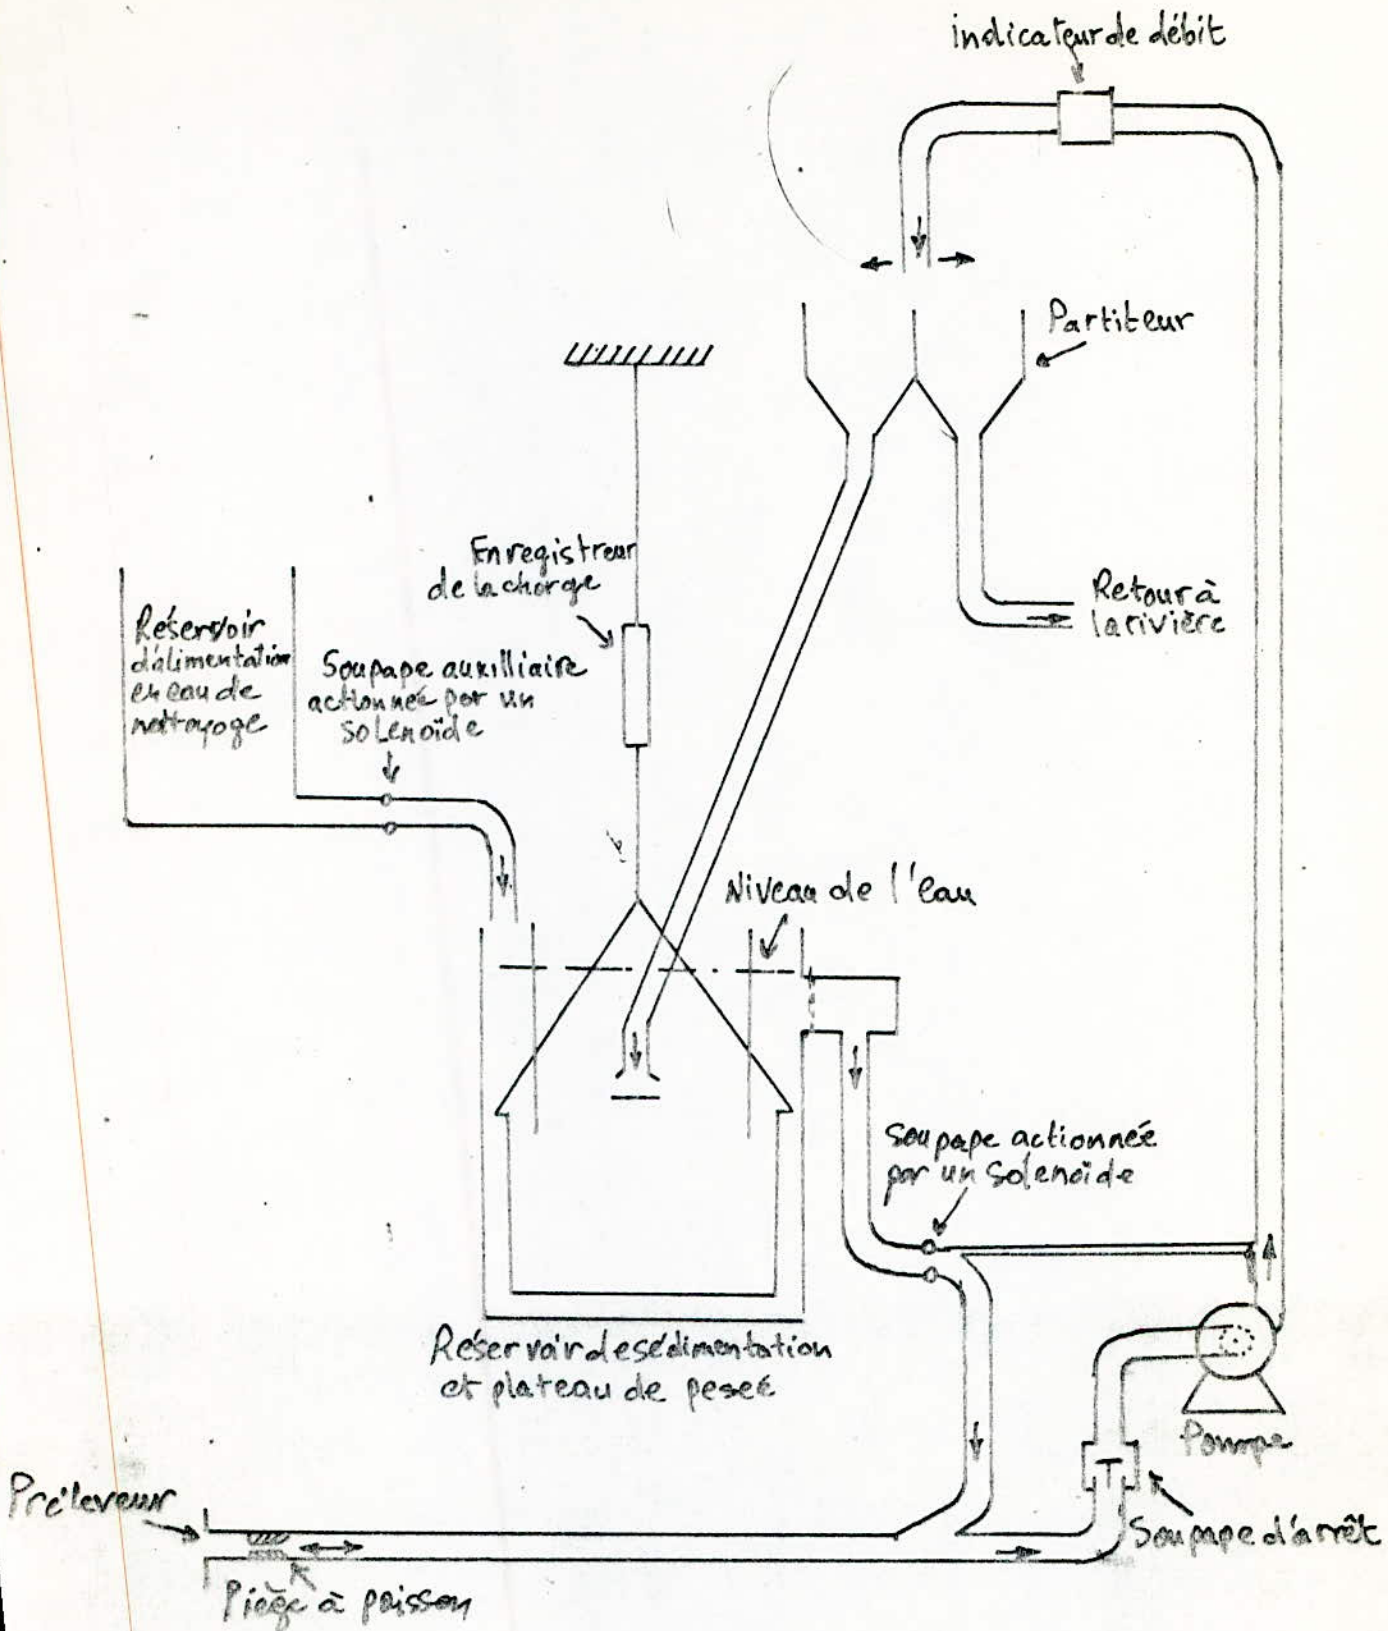 indicateur de débit
Partiteur
Enregistreur
de la charge
Retour à
la rivière
Réservoir
d'alimentation
en eau de
nettoyage
Soupape auxilliaire
actionnée par un
solenoïde
Niveau de l'eau
Soupape actionnée
par un solenoïde
Réservoir de sédimentation
et plateau de peseé
Pompe
Préleveur
Soupape d'arrêt
Piège à poisson